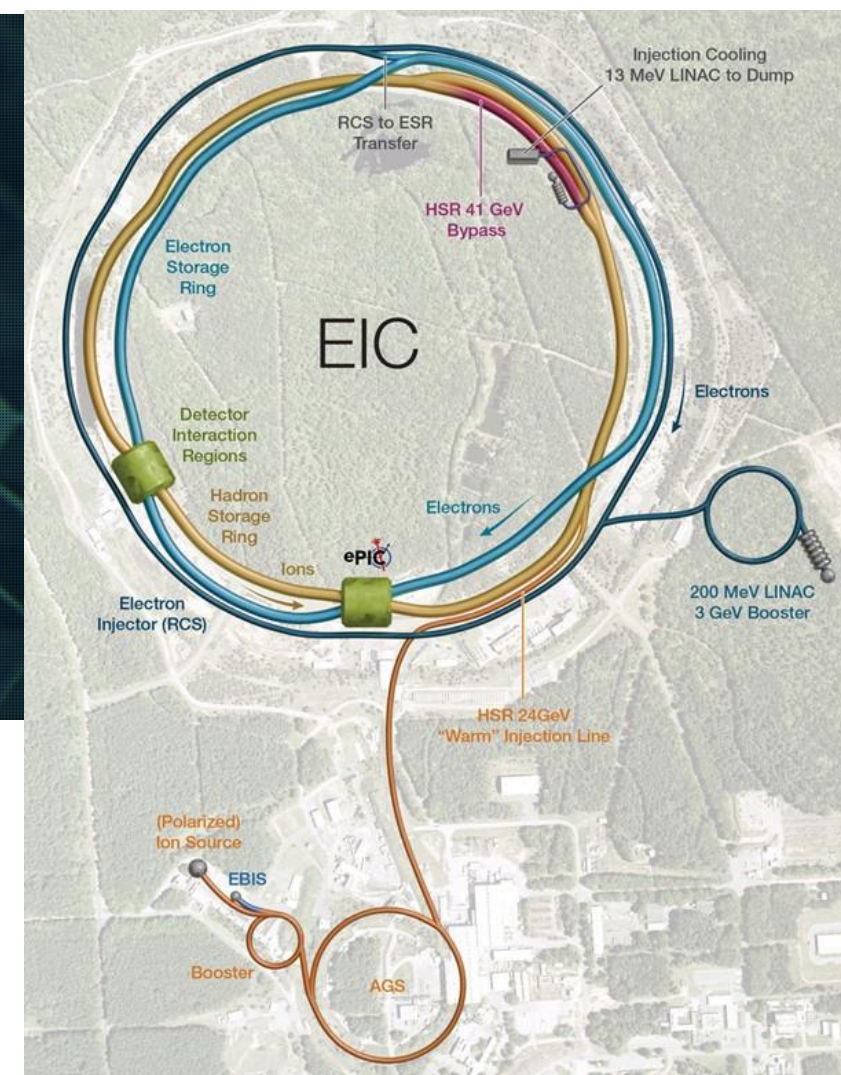 Injection Cooling
13 MeV LINAC to Dump
RCS to ESR
Transfer
HSR 41 GeV
Bypass
Electron
Storage
Ring
EIC
Electrons
Detector
Interaction
Regions
Hadron
Storage
Ring
Electrons
ePIC
Ions
Electron
Injector (RCS)
200 MeV LINAC
3 GeV Booster
HSR 24GeV
“Warm” Injection Line
(Polarized)
Ion Source
EBIS
Booster
AGS